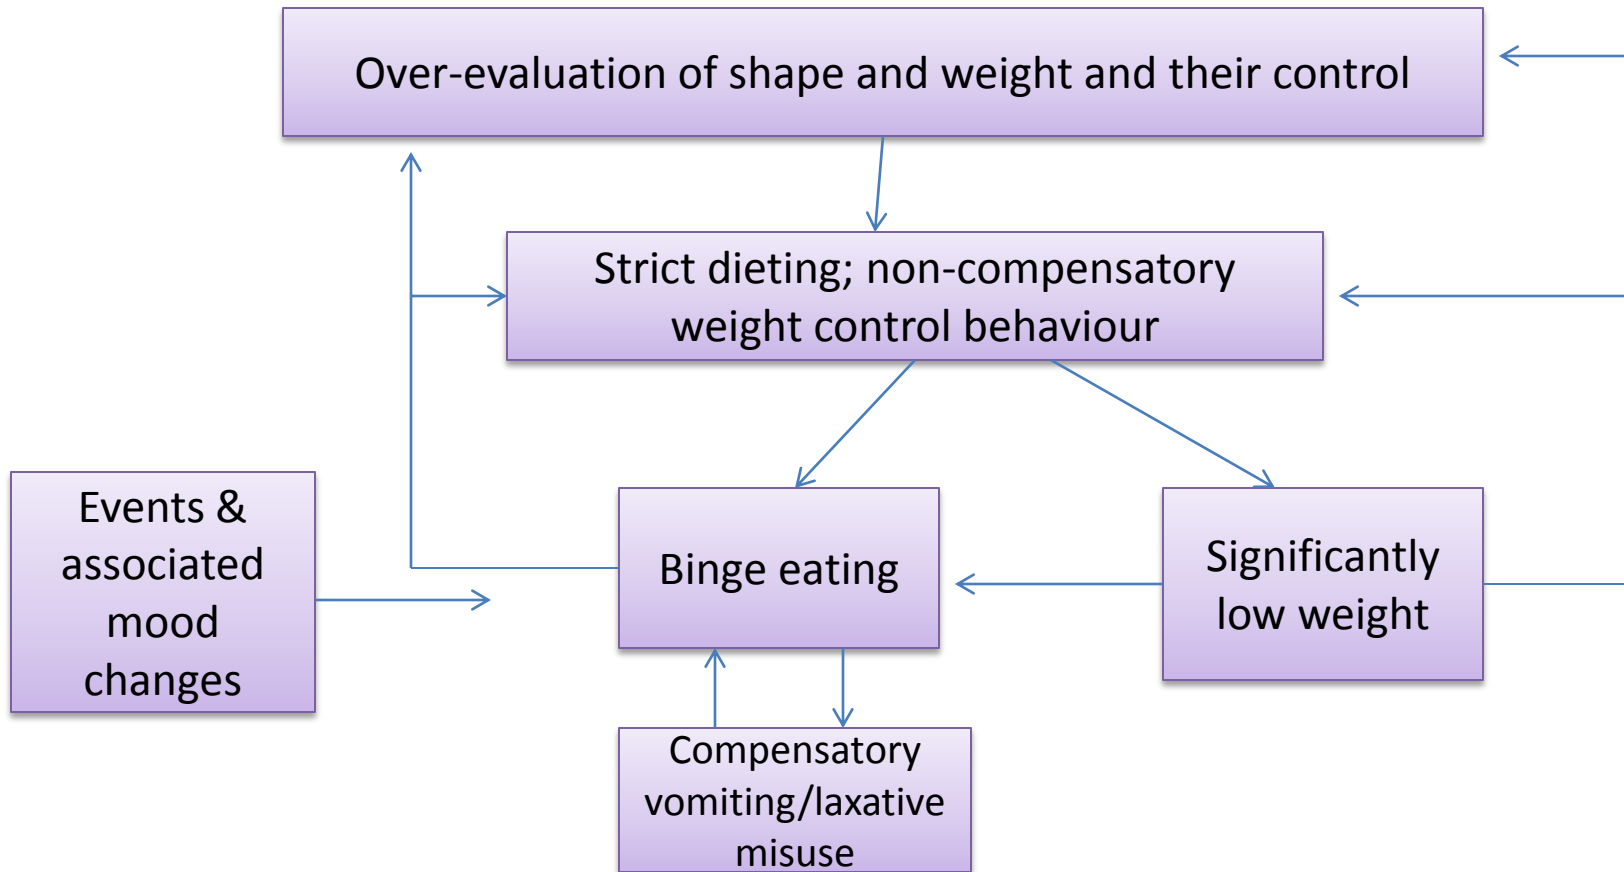 Over-evaluation of shape and weight and their control
Strict dieting; non-compensatory
weight control behaviour
Events &
associated
mood
changes
Binge eating
Significantly
low weight
Compensatory
vomiting/laxative
misuse